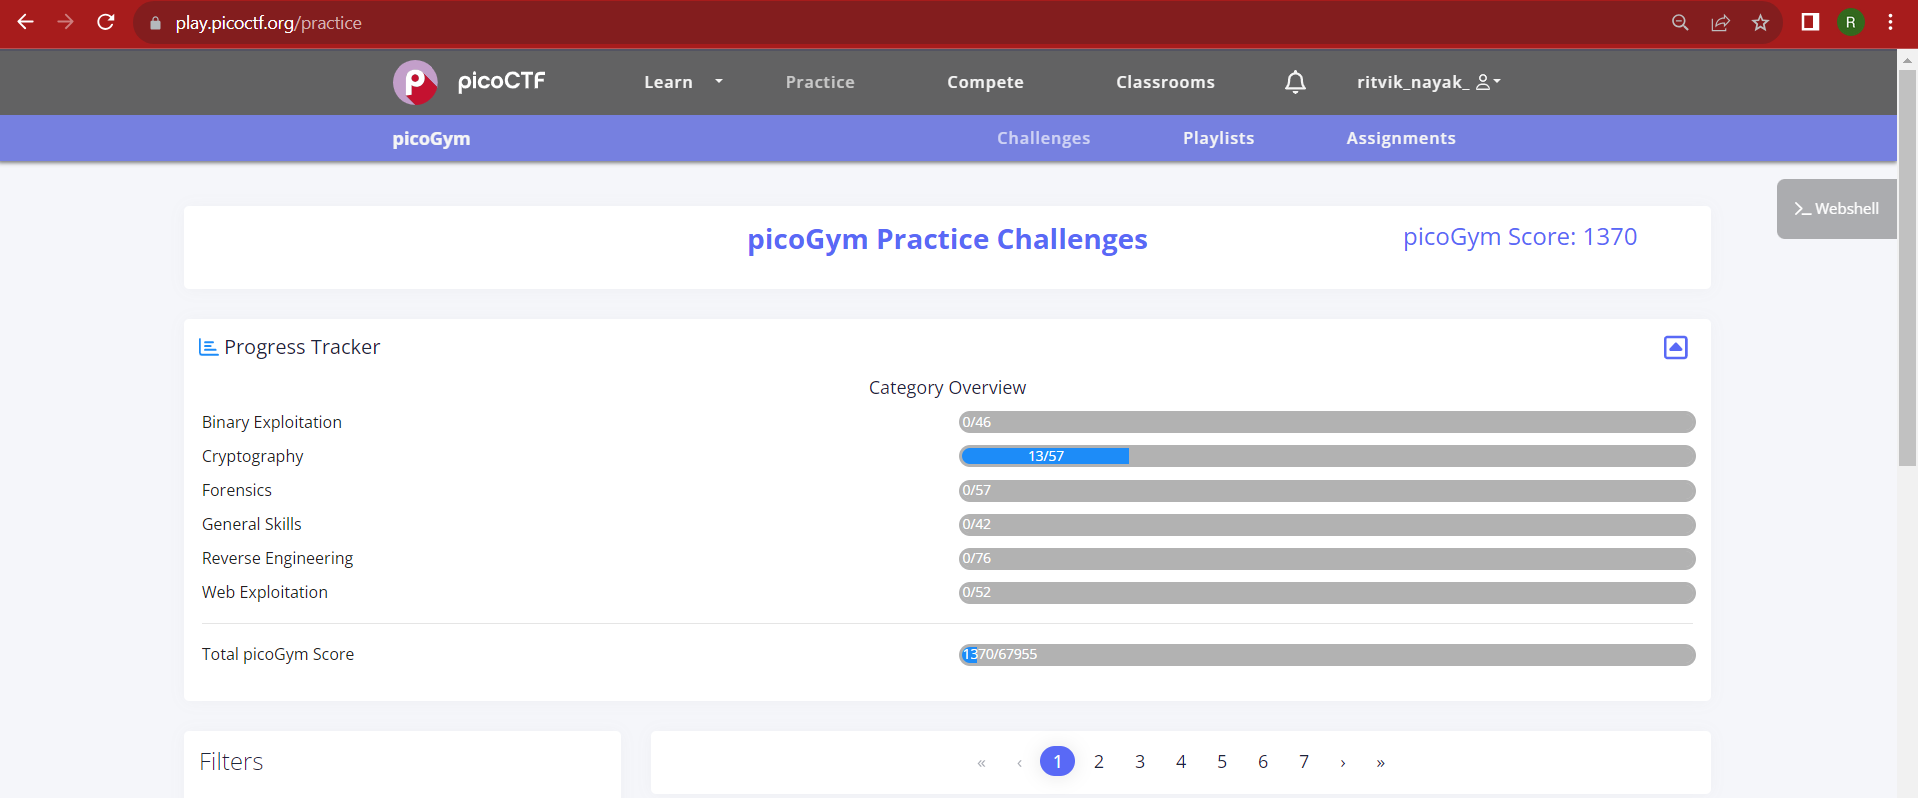 play.picoctf.org/practice
R
picoCTF
Learn
Practice
Compete
Classrooms
ritvik_nayak_
picoGym
Challenges
Playlists
Assignments
>_ Webshell
picoGym Practice Challenges
picoGym Score: 1370
Progress Tracker
Category Overview
Binary Exploitation 0/46
Cryptography 13/57
Forensics 0/57
General Skills 0/42
Reverse Engineering 0/76
Web Exploitation 0/52
Total picoGym Score 1370/67955
Filters
« ‹ 1 2 3 4 5 6 7 › »